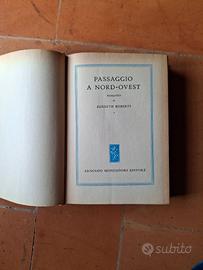 PASSAGGIO
A NORD-OVEST
ROMANZO
DI
KENNETH ROBERTS
ARNOLDO MONDADORI EDITORE
subito